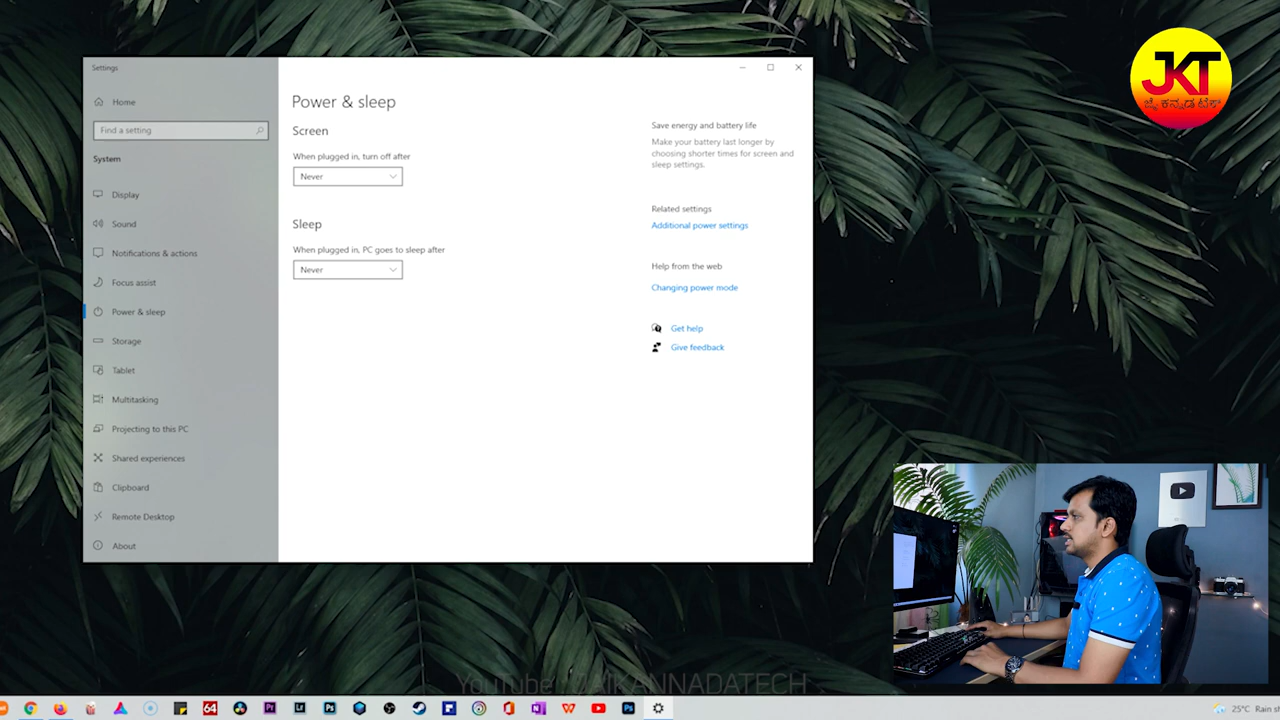 Settings
Home
Find a setting
System
Display
Sound
Notifications & actions
Focus assist
Power & sleep
Storage
Tablet
Multitasking
Projecting to this PC
Shared experiences
Clipboard
Remote Desktop
About
Power & sleep
Screen
When plugged in, turn off after
Never
Sleep
When plugged in, PC goes to sleep after
Never
Save energy and battery life
Make your battery last longer by
choosing shorter times for screen and
sleep settings.
Related settings
Additional power settings
Help from the web
Changing power mode
Get help
Give feedback
JKT
ಜೈ ಕನ್ನಡ ಟೆಕ್
YouTube JAIKANNADATECH
64
25°C Rain